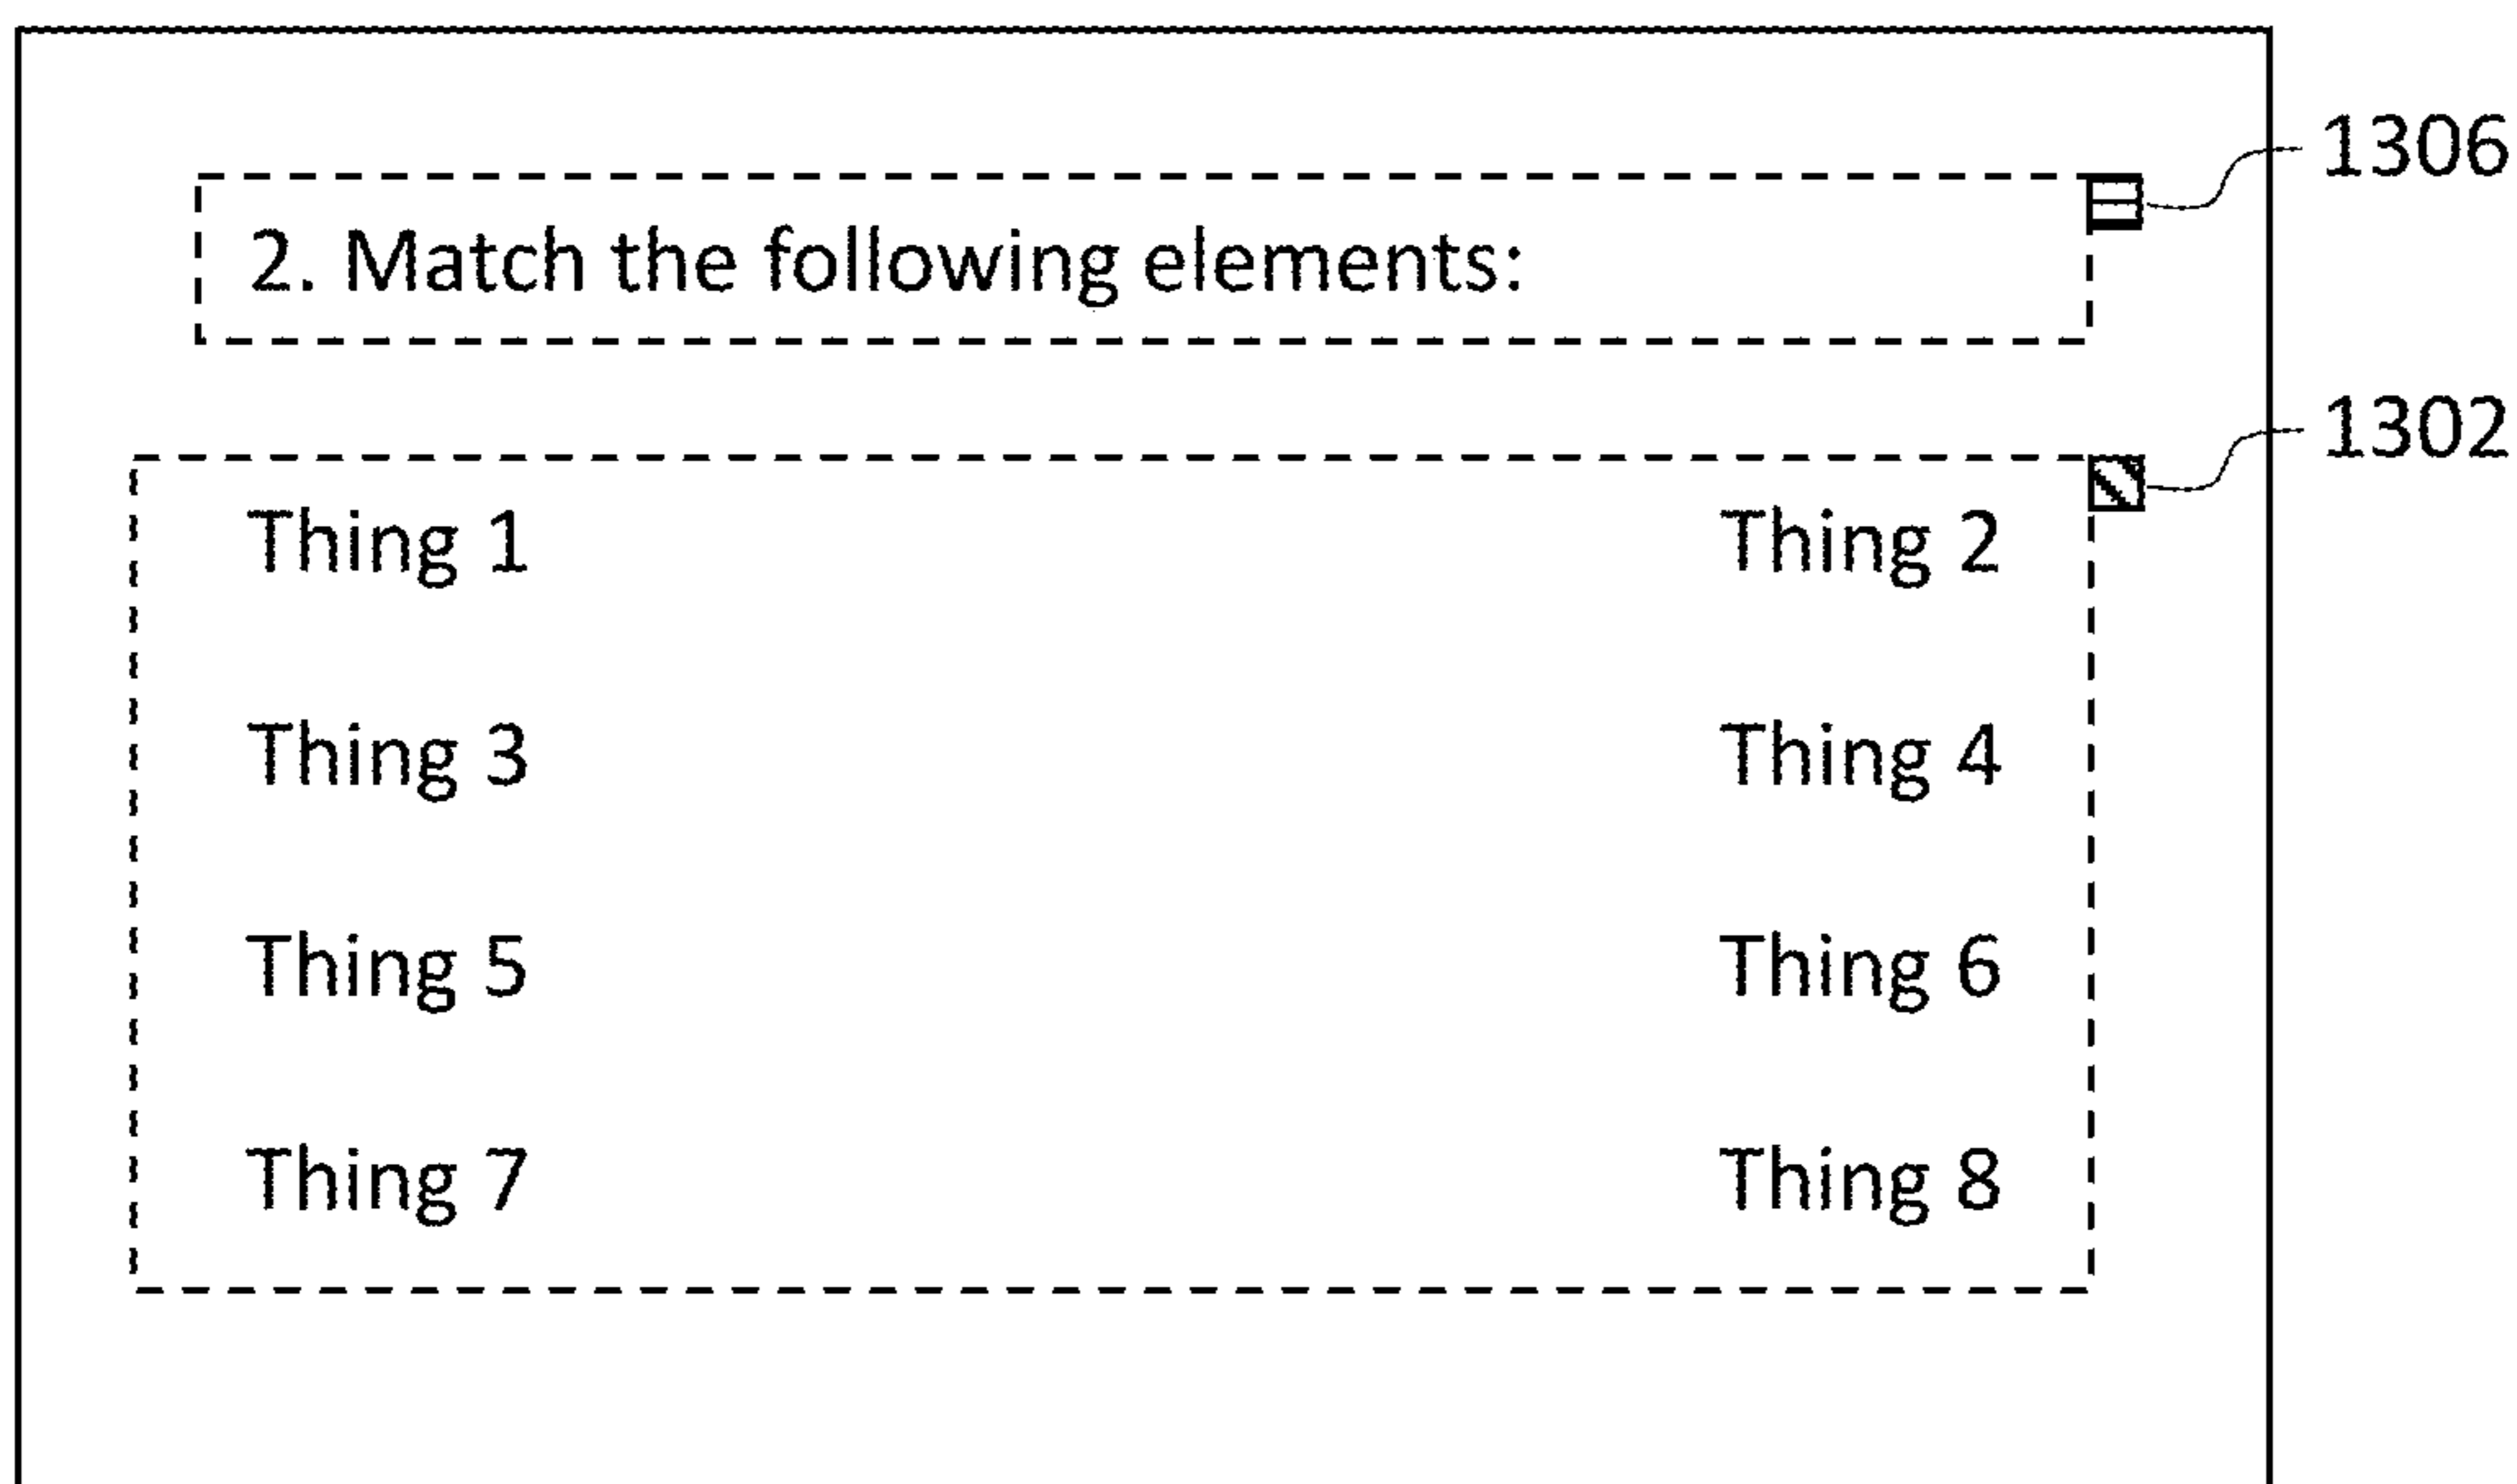 1306
2. Match the following elements:
1302
Thing 1 Thing 2
Thing 3 Thing 4
Thing 5 Thing 6
Thing 7 Thing 8